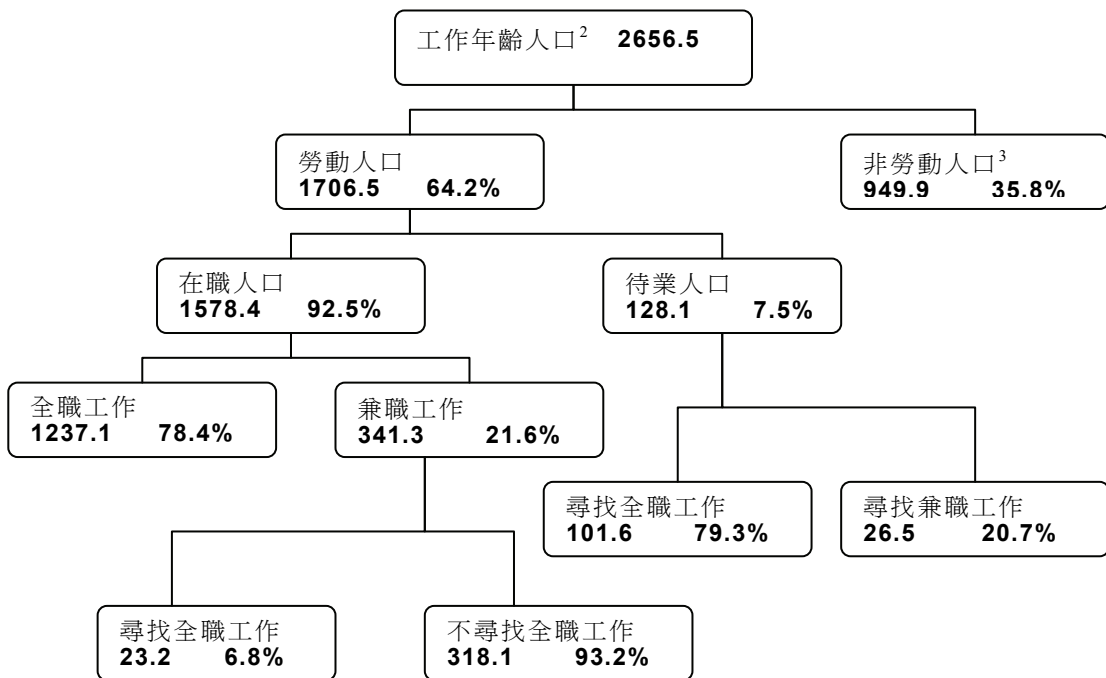 工作年齡人口2 2656.5
勞動人口
1706.5 64.2%
非勞動人口3
949.9 35.8%
在職人口
1578.4 92.5%
待業人口
128.1 7.5%
全職工作
1237.1 78.4%
兼職工作
341.3 21.6%
尋找全職工作
101.6 79.3%
尋找兼職工作
26.5 20.7%
尋找全職工作
23.2 6.8%
不尋找全職工作
318.1 93.2%